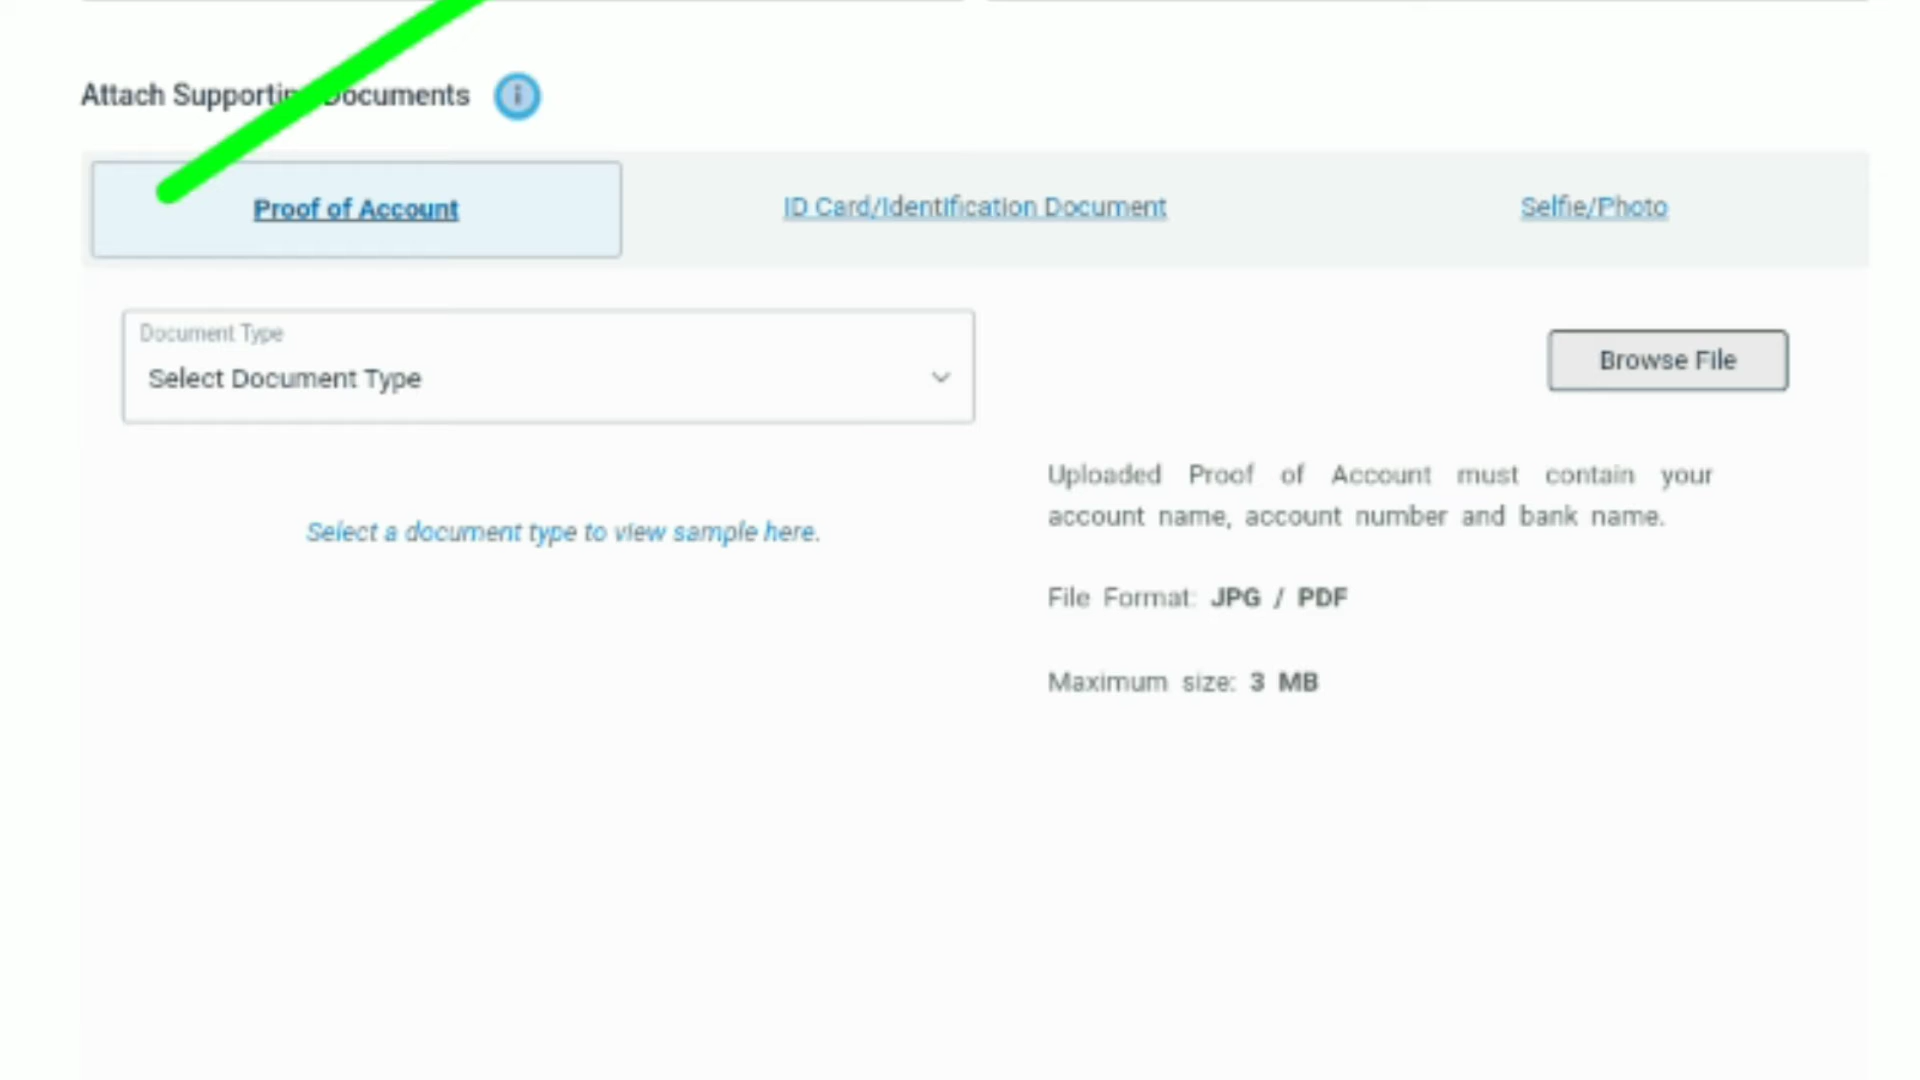 Attach Supporting Documents
Proof of Account
ID Card/Identification Document
Selfie/Photo
Document Type
Select Document Type
Browse File
Uploaded Proof of Account must contain your
account name, account number and bank name.
Select a document type to view sample here.
File Format: JPG / PDF
Maximum size: 3 MB